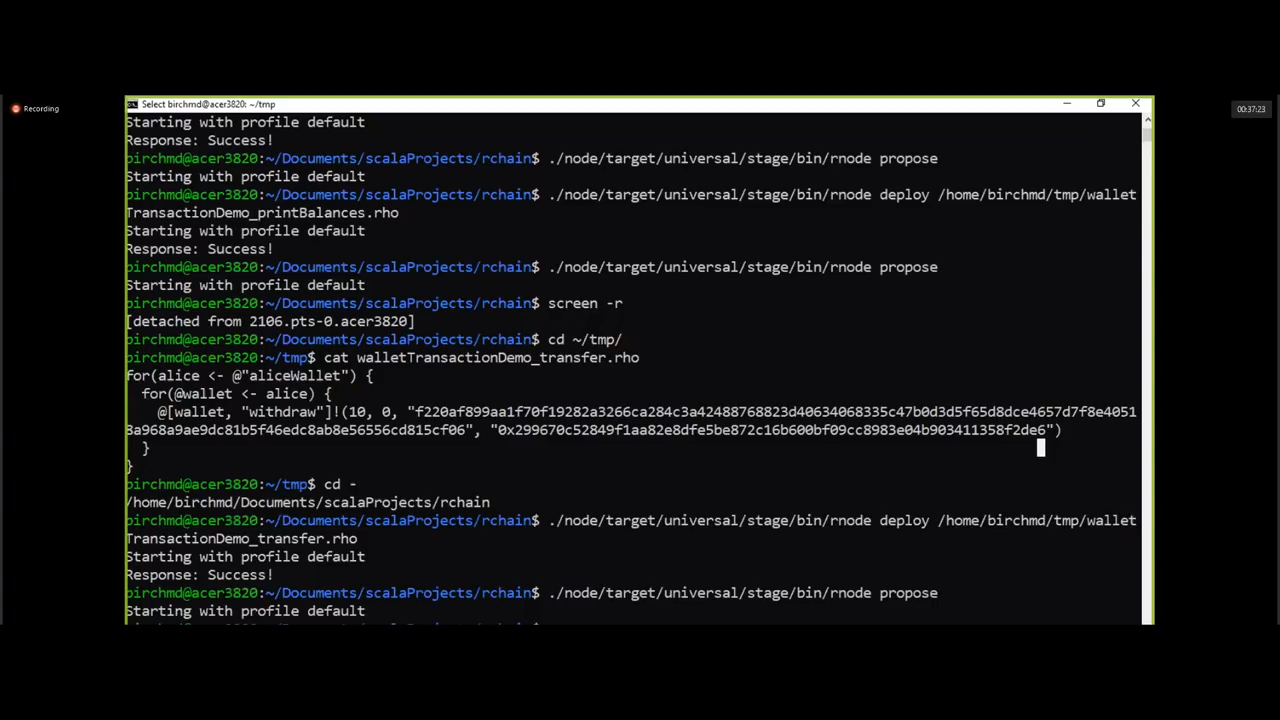 Recording
00:37:23
Select birchmd@acer3820: ~/tmp
Starting with profile default
Response: Success!
birchmd@acer3820:~/Documents/scalaProjects/rchain$ ./node/target/universal/stage/bin/rnode propose
Starting with profile default
birchmd@acer3820:~/Documents/scalaProjects/rchain$ ./node/target/universal/stage/bin/rnode deploy /home/birchmd/tmp/wallet
TransactionDemo_printBalances.rho
Starting with profile default
Response: Success!
birchmd@acer3820:~/Documents/scalaProjects/rchain$ ./node/target/universal/stage/bin/rnode propose
Starting with profile default
birchmd@acer3820:~/Documents/scalaProjects/rchain$ screen -r
[detached from 2106.pts-0.acer3820]
birchmd@acer3820:~/Documents/scalaProjects/rchain$ cd ~/tmp/
birchmd@acer3820:~/tmp$ cat walletTransactionDemo_transfer.rho
for(alice <- @"aliceWallet") {
  for(@wallet <- alice) {
    @[wallet, "withdraw"]!(10, 0, "f220af899aa1f70f19282a3266ca284c3a42488768823d40634068335c47b0d3d5f65d8dce4657d7f8e4051
8a968a9ae9dc81b5f46edc8ab8e56556cd815cf06", "0x299670c52849f1aa82e8dfe5be872c16b600bf09cc8983e04b903411358f2de6")
  }
}
birchmd@acer3820:~/tmp$ cd -
/home/birchmd/Documents/scalaProjects/rchain
birchmd@acer3820:~/Documents/scalaProjects/rchain$ ./node/target/universal/stage/bin/rnode deploy /home/birchmd/tmp/wallet
TransactionDemo_transfer.rho
Starting with profile default
Response: Success!
birchmd@acer3820:~/Documents/scalaProjects/rchain$ ./node/target/universal/stage/bin/rnode propose
Starting with profile default